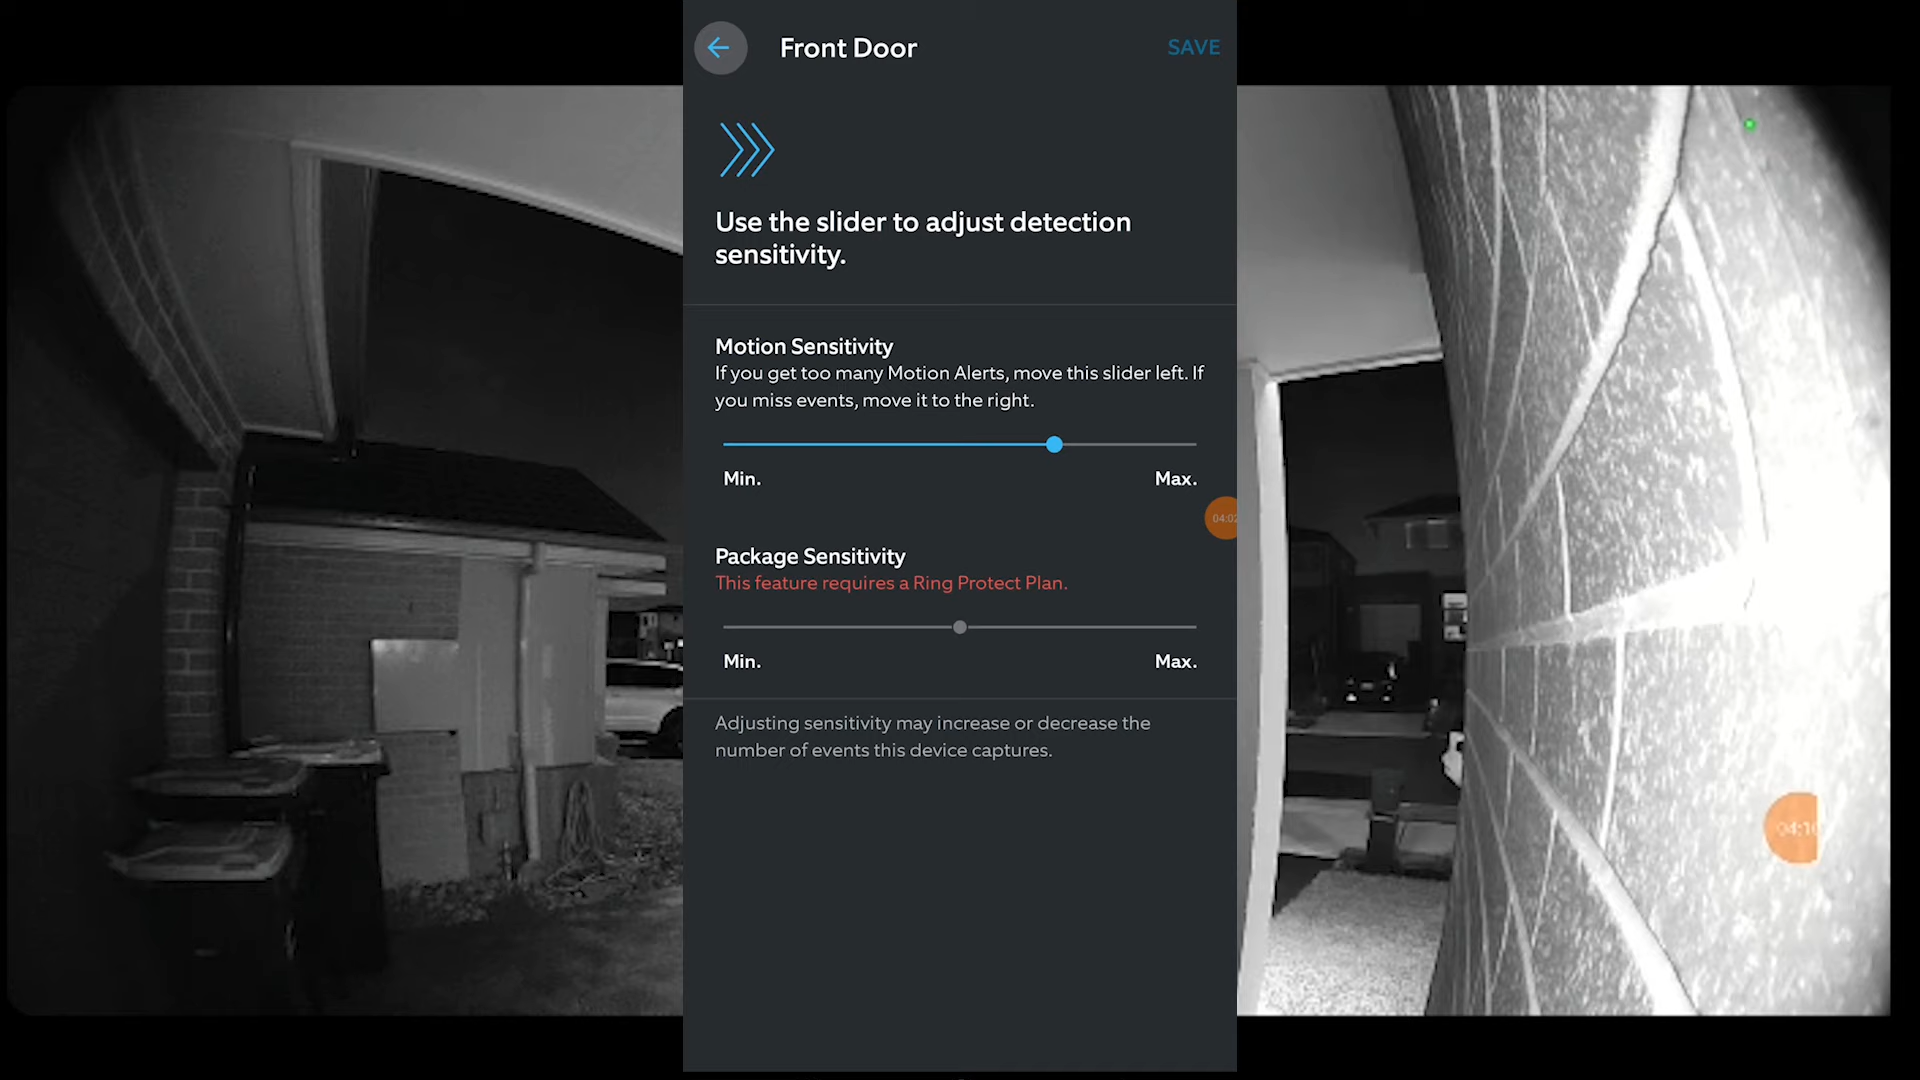 Front Door
SAVE
Use the slider to adjust detection
sensitivity.
Motion Sensitivity
If you get too many Motion Alerts, move this slider left. If
you miss events, move it to the right.
Min.
Max.
04:02
Package Sensitivity
This feature requires a Ring Protect Plan.
Min.
Max.
Adjusting sensitivity may increase or decrease the
number of events this device captures.